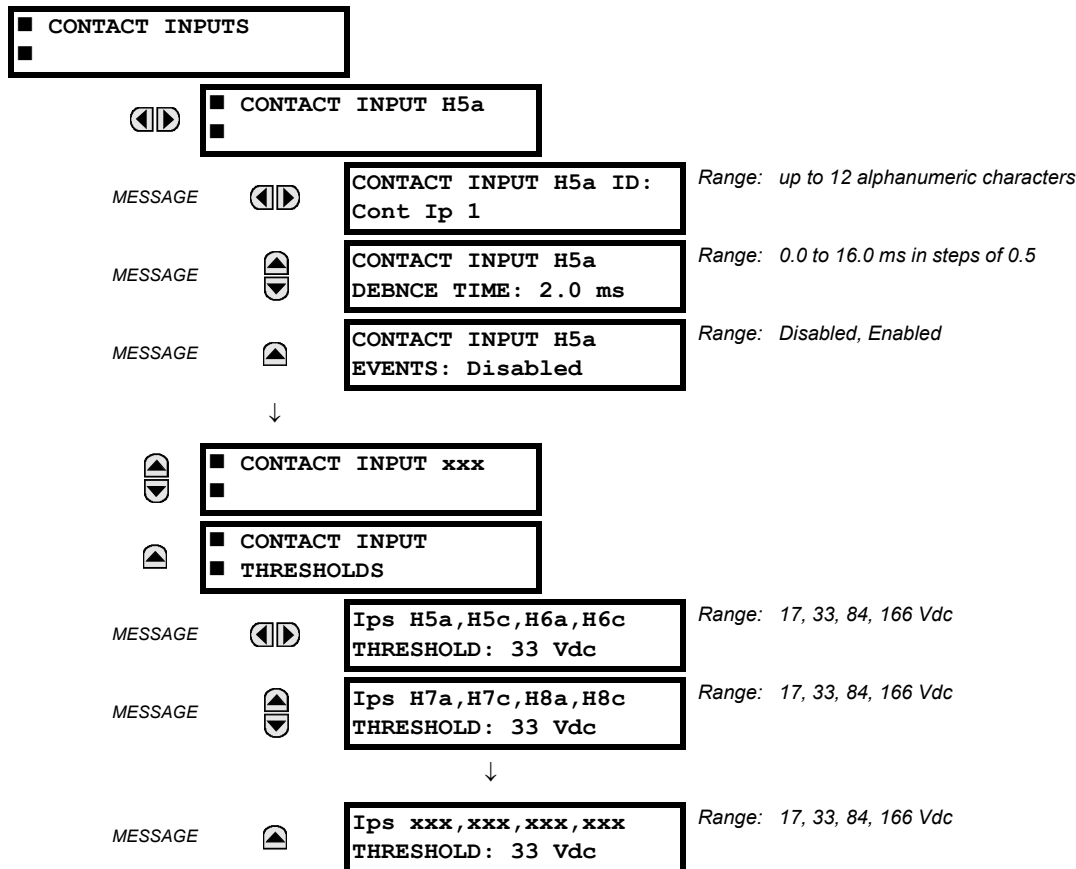 ■ CONTACT INPUTS
■
■ CONTACT INPUT H5a
■
MESSAGE
CONTACT INPUT H5a ID:
Cont Ip 1
Range: up to 12 alphanumeric characters
MESSAGE
CONTACT INPUT H5a
DEBNCE TIME: 2.0 ms
Range: 0.0 to 16.0 ms in steps of 0.5
MESSAGE
CONTACT INPUT H5a
EVENTS: Disabled
Range: Disabled, Enabled
↓
■ CONTACT INPUT xxx
■
■ CONTACT INPUT
■ THRESHOLDS
MESSAGE
Ips H5a,H5c,H6a,H6c
THRESHOLD: 33 Vdc
Range: 17, 33, 84, 166 Vdc
MESSAGE
Ips H7a,H7c,H8a,H8c
THRESHOLD: 33 Vdc
Range: 17, 33, 84, 166 Vdc
↓
MESSAGE
Ips xxx,xxx,xxx,xxx
THRESHOLD: 33 Vdc
Range: 17, 33, 84, 166 Vdc